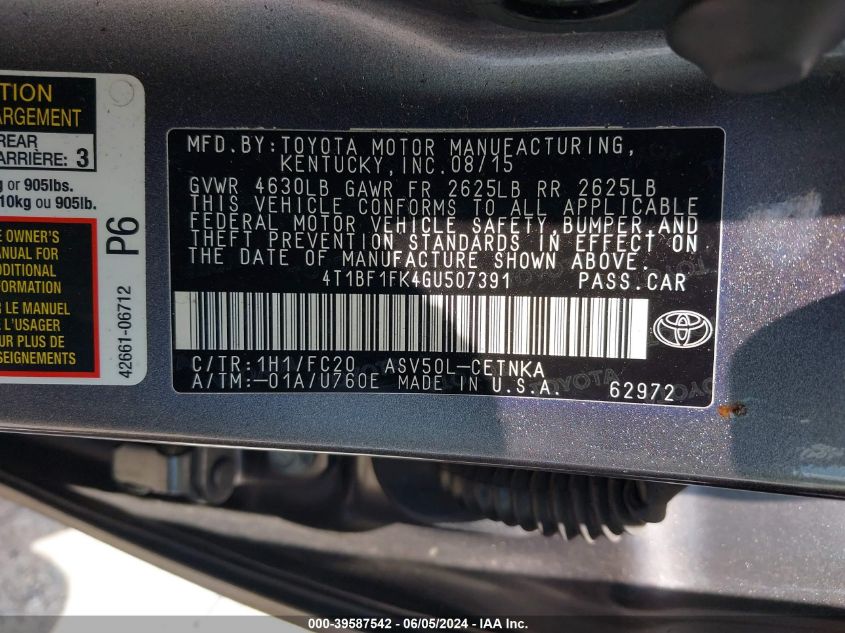 TION
ARGEMENT
REAR
ARRIÈRE: 3
g or 905lbs.
10kg ou 905lb.
E OWNER'S
ANUAL FOR
DDITIONAL
ORMATION
R LE MANUEL
L'USAGER
UR PLUS DE
SEIGNEMENTS
42661-06712
P6
MFD.BY:TOYOTA MOTOR MANUFACTURING,
KENTUCKY,INC.08/15
GVWR 4630LB GAWR FR 2625LB RR 2625LB
THIS VEHICLE CONFORMS TO ALL APPLICABLE
FEDERAL MOTOR VEHICLE SAFETY,BUMPER,AND
THEFT PREVENTION STANDARDS IN EFFECT ON
THE DATE OF MANUFACTURE SHOWN ABOVE.
4T1BF1FK4GU507391 PASS.CAR
C/TR:1H1/FC20 ASV50L-CETNKA
A/TM:-01A/U760E MADE IN U.S.A. 62972
000-39587542 / 06/05/2024 / IAA Inc.